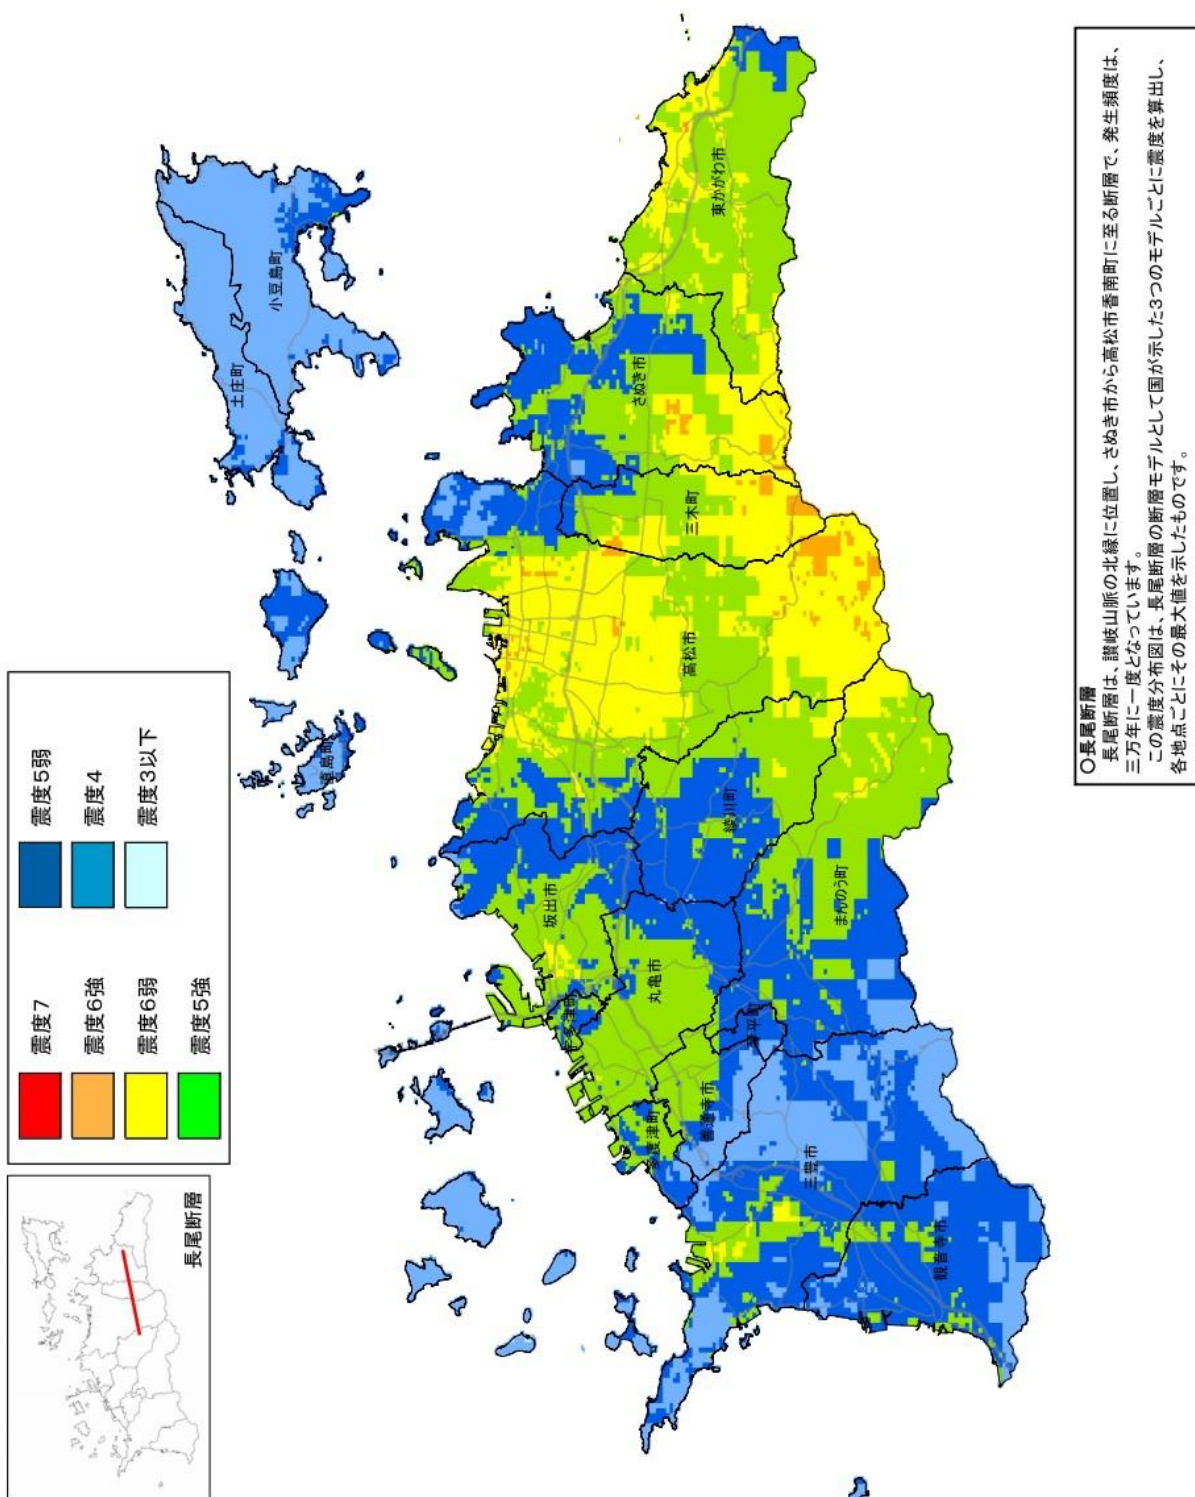 長尾断層
震度7
震度6強
震度6弱
震度5強
震度5弱
震度4
震度3以下
土庄町
小豆島町
直島町
東かがわ市
さぬき市
三木町
高松市
綾川町
坂出市
宇多津町
丸亀市
まんのう町
琴平町
善通寺市
多度津町
三豊市
観音寺市
〇長尾断層
長尾断層は、讃岐山脈の北縁に位置し、さぬき市から高松市香南町に至る断層で、発生頻度は、
三万年に一度となっています。
この震度分布図は、長尾断層の断層モデルとして国が示した3つのモデルごとに震度を算出し、
各地点ごとにその最大値を示したものです。